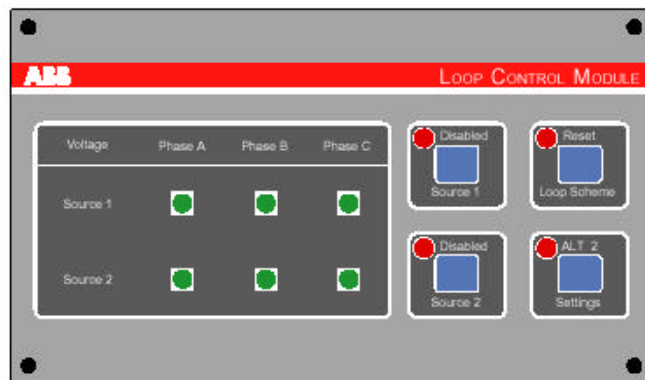 ABB
LOOP CONTROL MODULE
Voltage Phase A Phase B Phase C
Source 1
Source 2
Disabled
Source 1
Reset
Loop Scheme
Disabled
Source 2
ALT 2
Settings